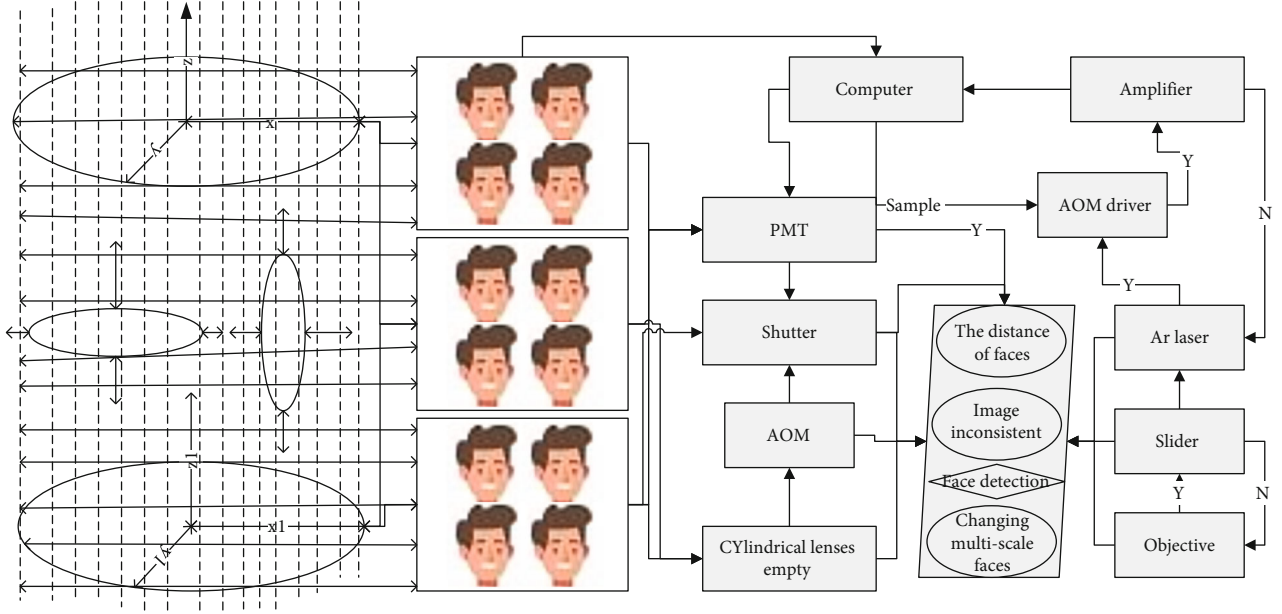 z
x
y
z1
x1
y1
Computer
Amplifier
Y
AOM driver
Sample
PMT
Y
N
Y
Shutter
The distance
of faces
Ar laser
AOM
Image
inconsistent
Slider
Face detection
Y
N
CYlindrical lenses
empty
Changing
multi-scale
faces
Objective